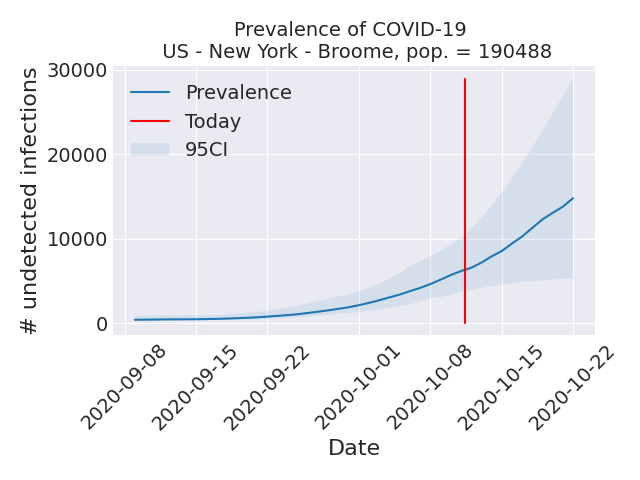 Prevalence of COVID-19
US - New York - Broome, pop. = 190488
# undetected infections
30000
20000
10000
0
Prevalence
Today
95CI
2020-09-08
2020-09-15
2020-09-22
2020-10-01
2020-10-08
2020-10-15
2020-10-22
Date